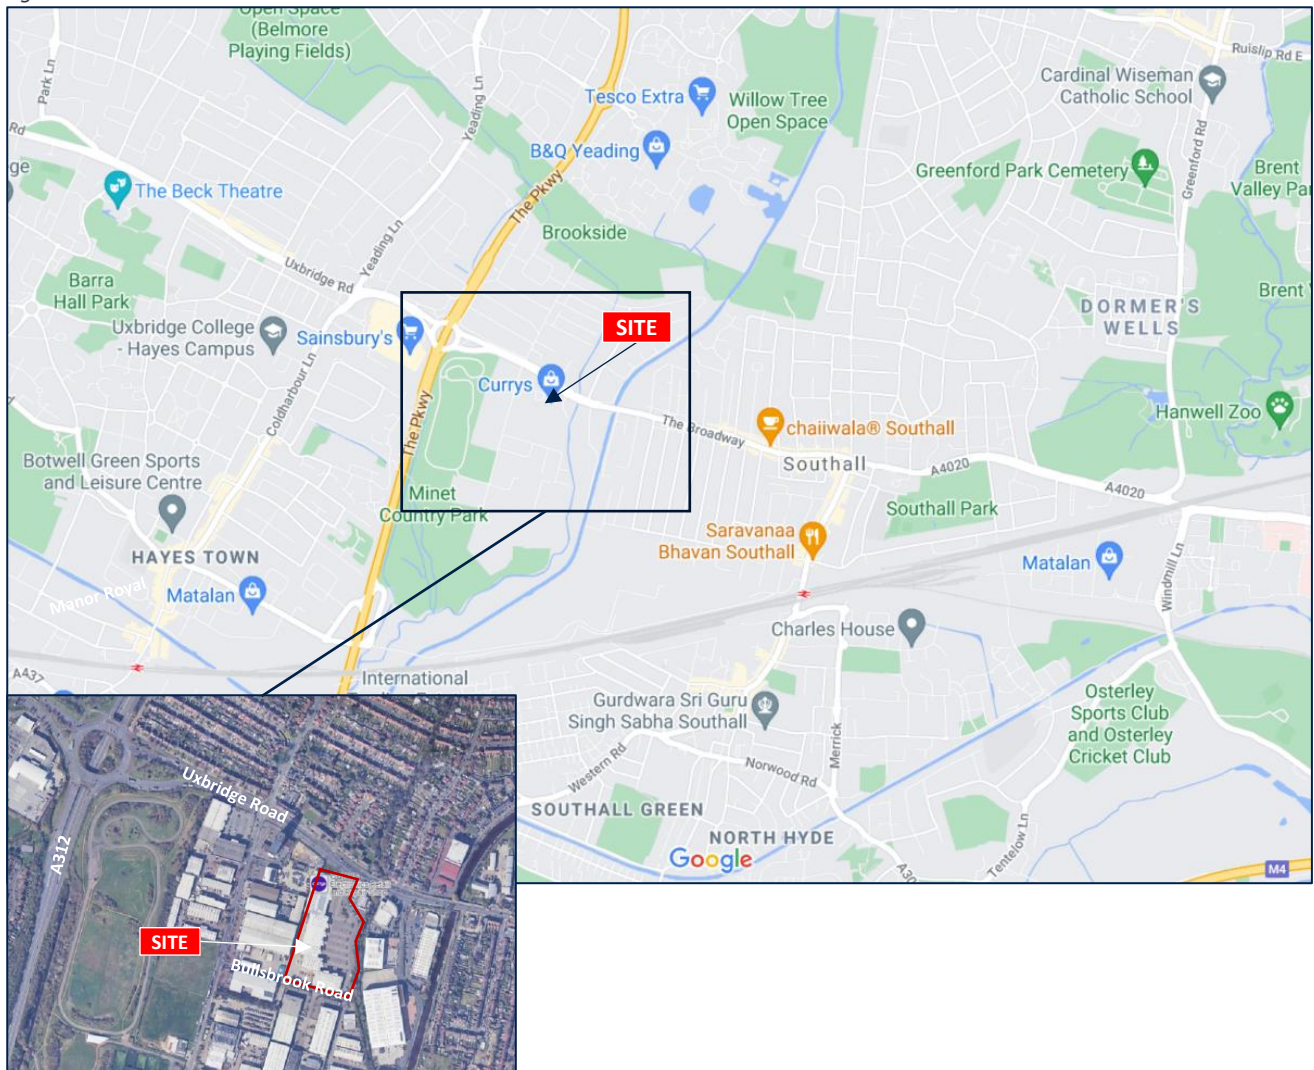 Open Space
(Belmore
Playing Fields)
Park Ln
Yeading Ln
Ruislip Rd E
Cardinal Wiseman
Catholic School
Tesco Extra
Willow Tree
Open Space
Rd
B&Q Yeading
Greenford Rd
ge
The Beck Theatre
Greenford Park Cemetery
Brent
Valley Pa
The Pkwy
Yeading Ln
Brookside
Uxbridge Rd
Barra
Hall Park
Brent
DORMER'S
WELLS
Uxbridge College
- Hayes Campus
Sainsbury's
SITE
Currys
Coldharbour Ln
The Pkwy
The Broadway
chaiiwala® Southall
Hanwell Zoo
Southall
A4020
Botwell Green Sports
and Leisure Centre
Minet
Country Park
A4020
Southall Park
Saravanaa
Bhavan Southall
HAYES TOWN
Matalan
Matalan
Windmill Ln
Manor Royal
Charles House
A437
International
Gurdwara Sri Guru
Singh Sabha Southall
Osterley
Sports Club
and Osterley
Cricket Club
Merrick
Western Rd
Norwood Rd
SOUTHALL GREEN
NORTH HYDE
Tentelow Ln
Google
A30
M4
Uxbridge Road
A312
SITE
Bullsbrook Road